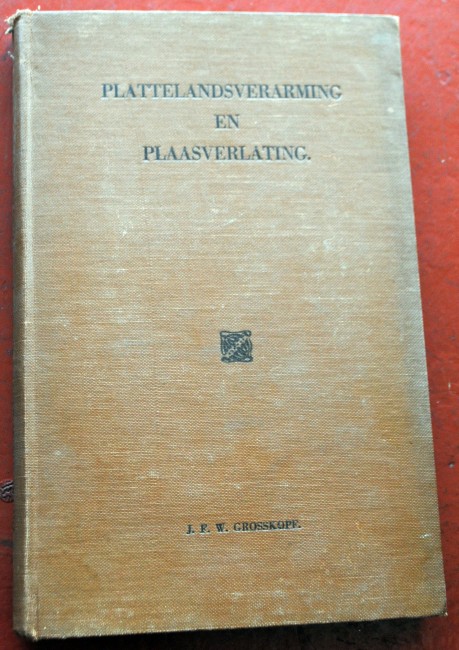 PLATTELANDSVERARMING
EN
PLAASVERLATING.
J. F. W. GROSSKOPF.